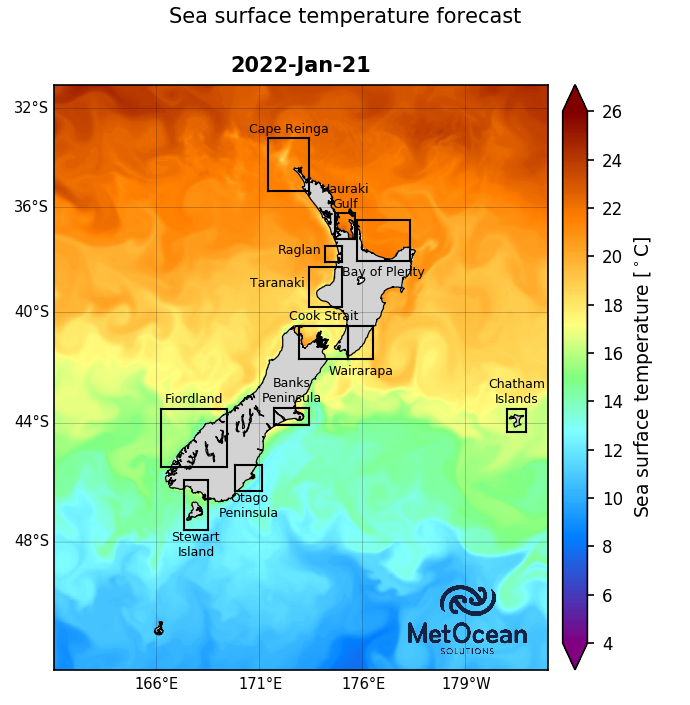 Sea surface temperature forecast
2022-Jan-21
32°S
36°S
40°S
44°S
48°S
166°E
171°E
176°E
179°W
Cape Reinga
Hauraki
Gulf
Raglan
Bay of Plenty
Taranaki
Cook Strait
Wairarapa
Banks
Peninsula
Fiordland
Chatham
Islands
Otago
Peninsula
Stewart
Island
MetOcean
SOLUTIONS
26
24
22
20
18
16
14
12
10
8
6
4
Sea surface temperature [°C]